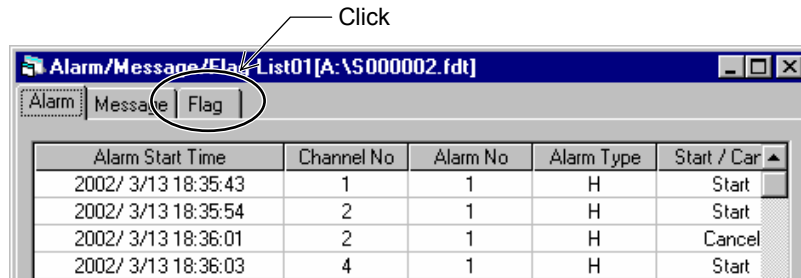 Click
Alarm/Message/Flag List01[A:\S000002.fdt]
Alarm Message Flag
Alarm Start Time Channel No Alarm No Alarm Type Start / Can
2002/ 3/13 18:35:43 1 1 H Start
2002/ 3/13 18:35:54 2 1 H Start
2002/ 3/13 18:36:01 2 1 H Cancel
2002/ 3/13 18:36:03 4 1 H Start